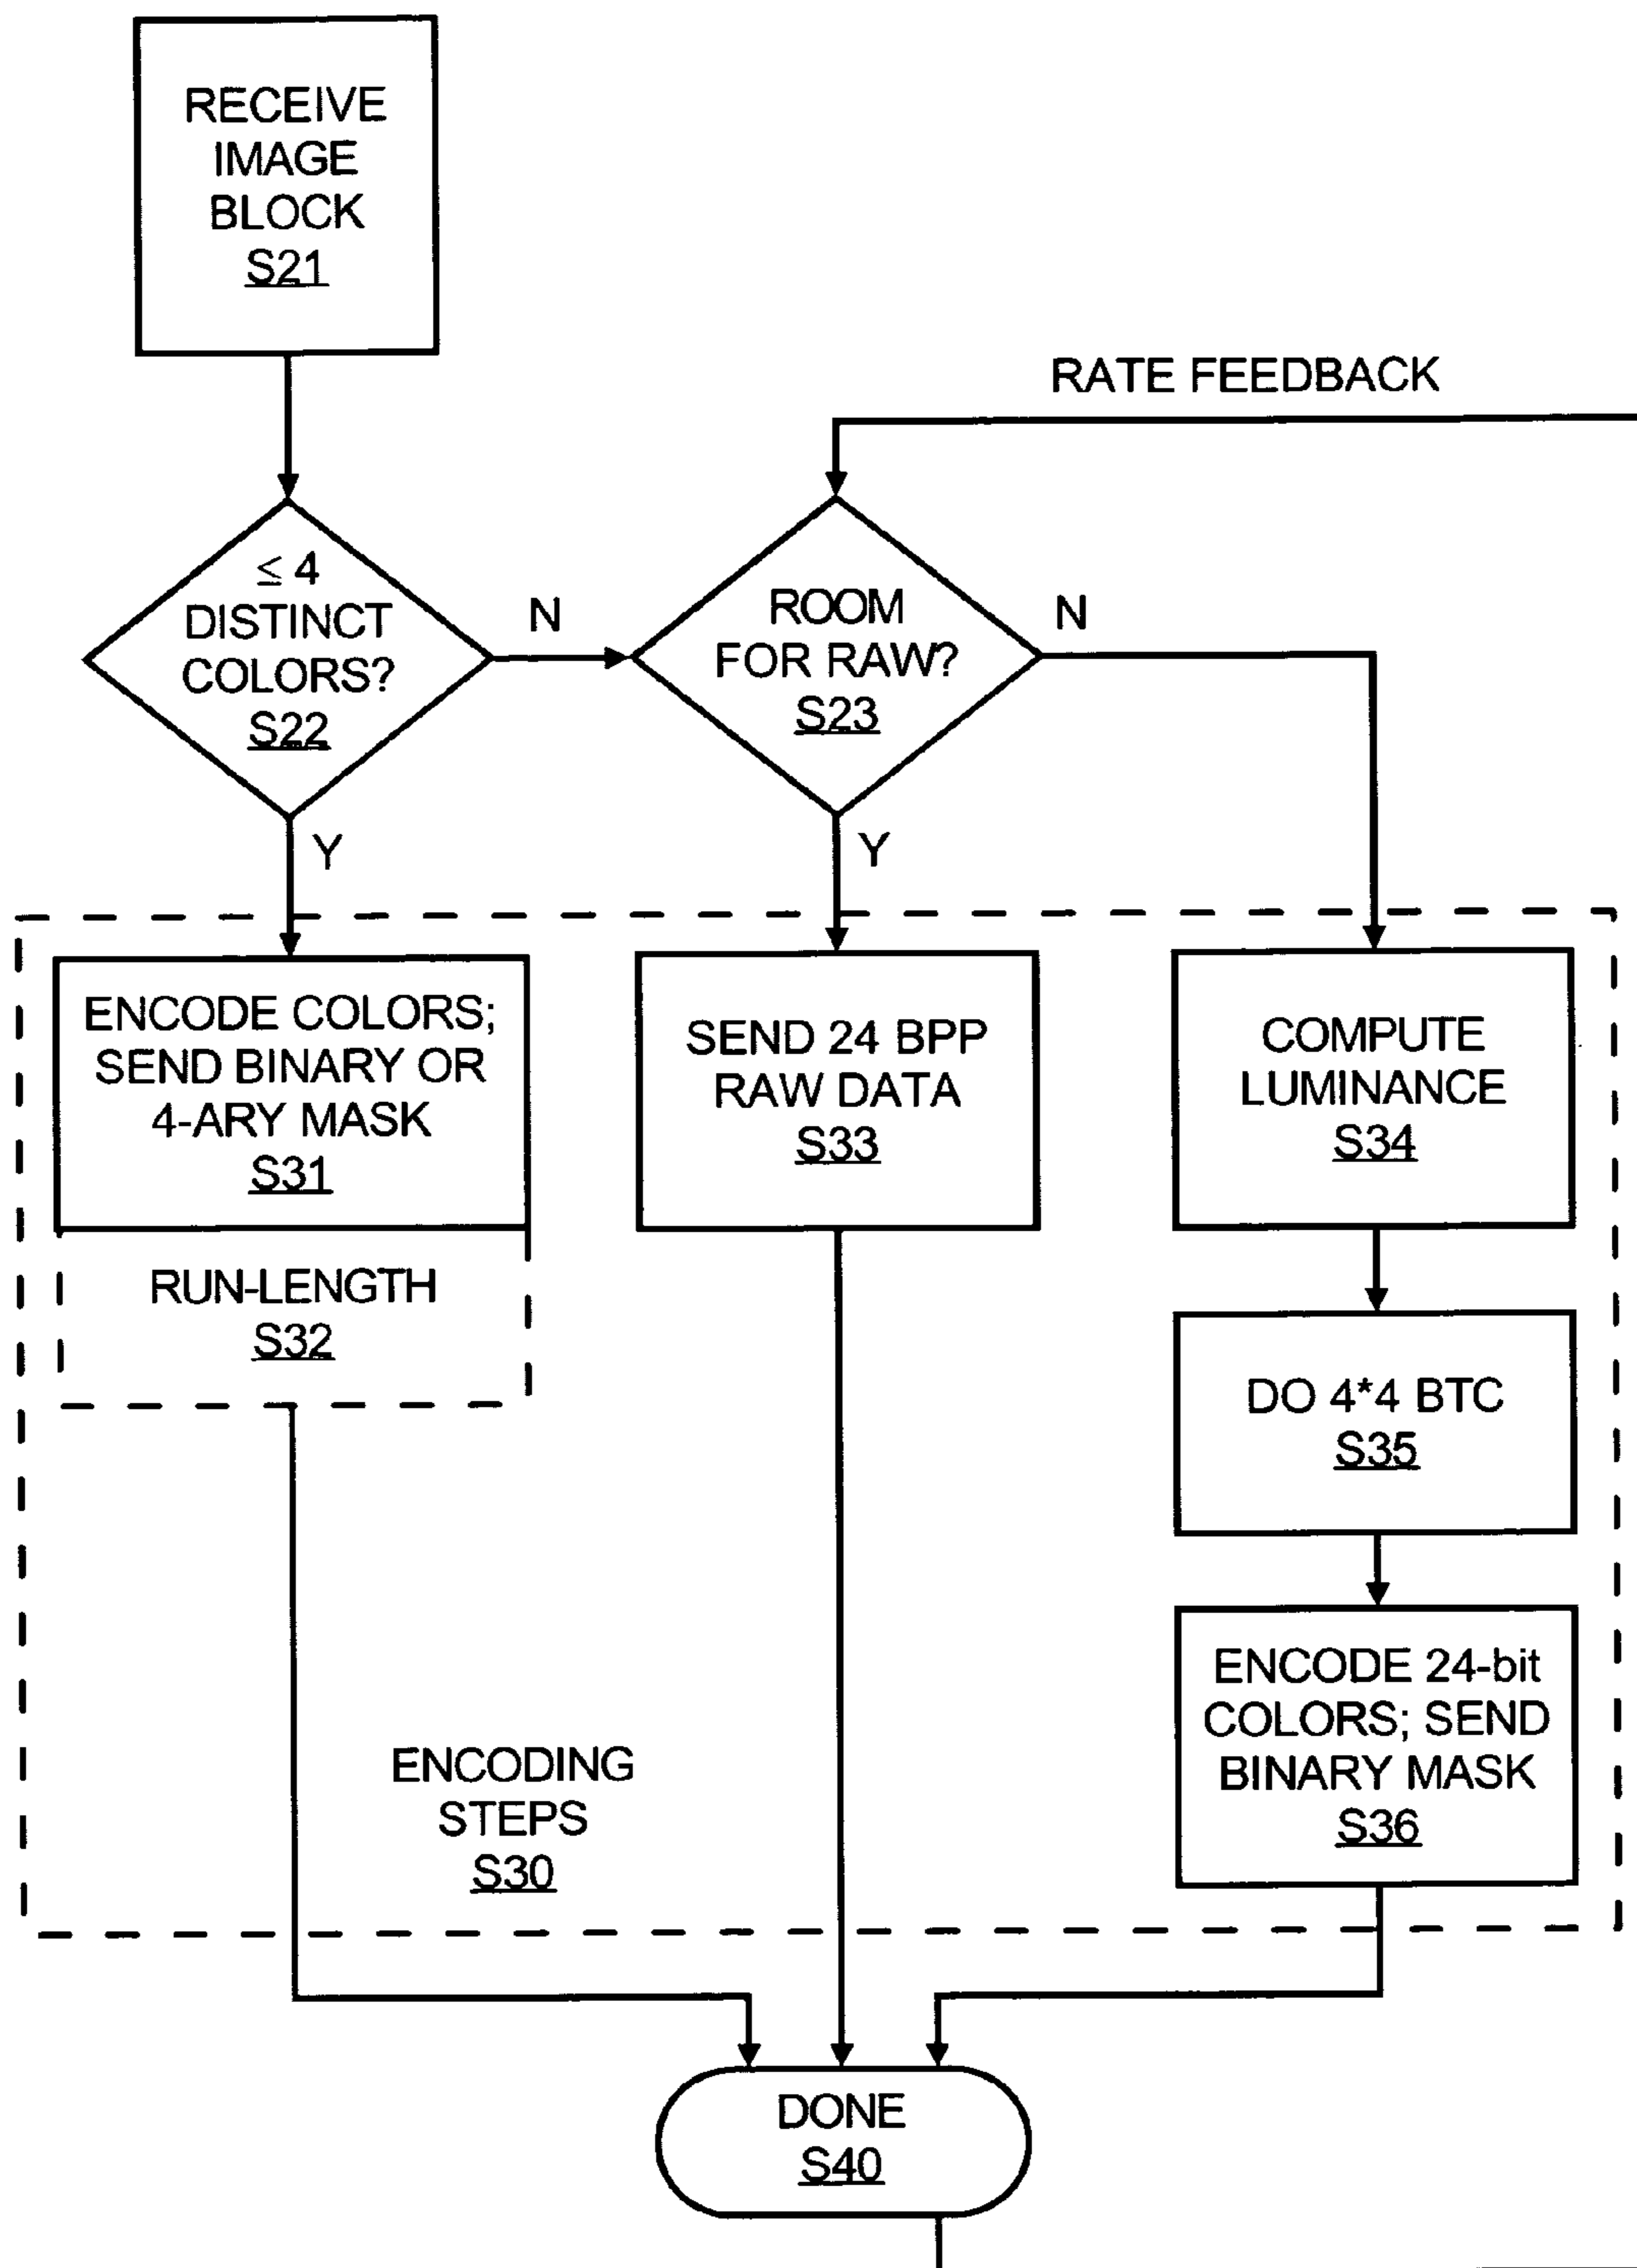 RECEIVE
IMAGE
BLOCK
S21
RATE FEEDBACK
≤ 4
DISTINCT
COLORS?
S22
N
ROOM
FOR RAW?
S23
N
Y
Y
ENCODE COLORS;
SEND BINARY OR
4-ARY MASK
S31
RUN-LENGTH
S32
SEND 24 BPP
RAW DATA
S33
COMPUTE
LUMINANCE
S34
DO 4*4 BTC
S35
ENCODE 24-bit
COLORS; SEND
BINARY MASK
S36
ENCODING
STEPS
S30
DONE
S40